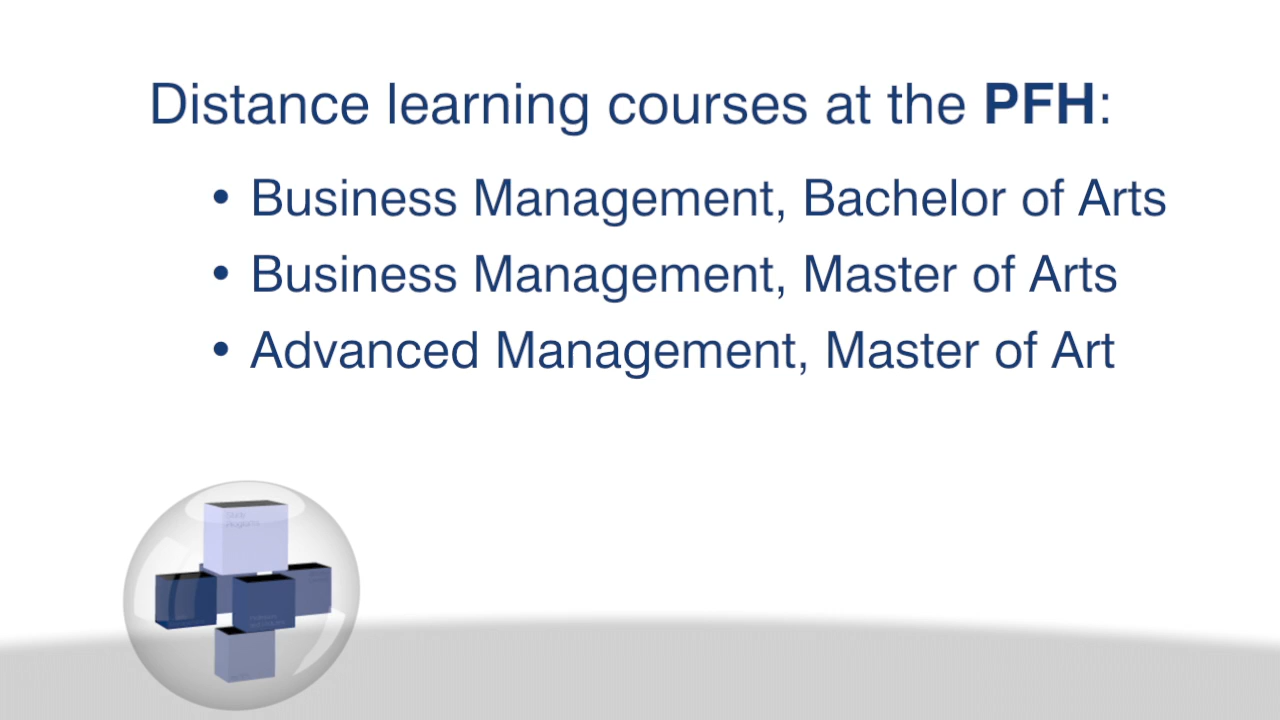 Distance learning courses at the PFH:
• Business Management, Bachelor of Arts
• Business Management, Master of Arts
• Advanced Management, Master of Art